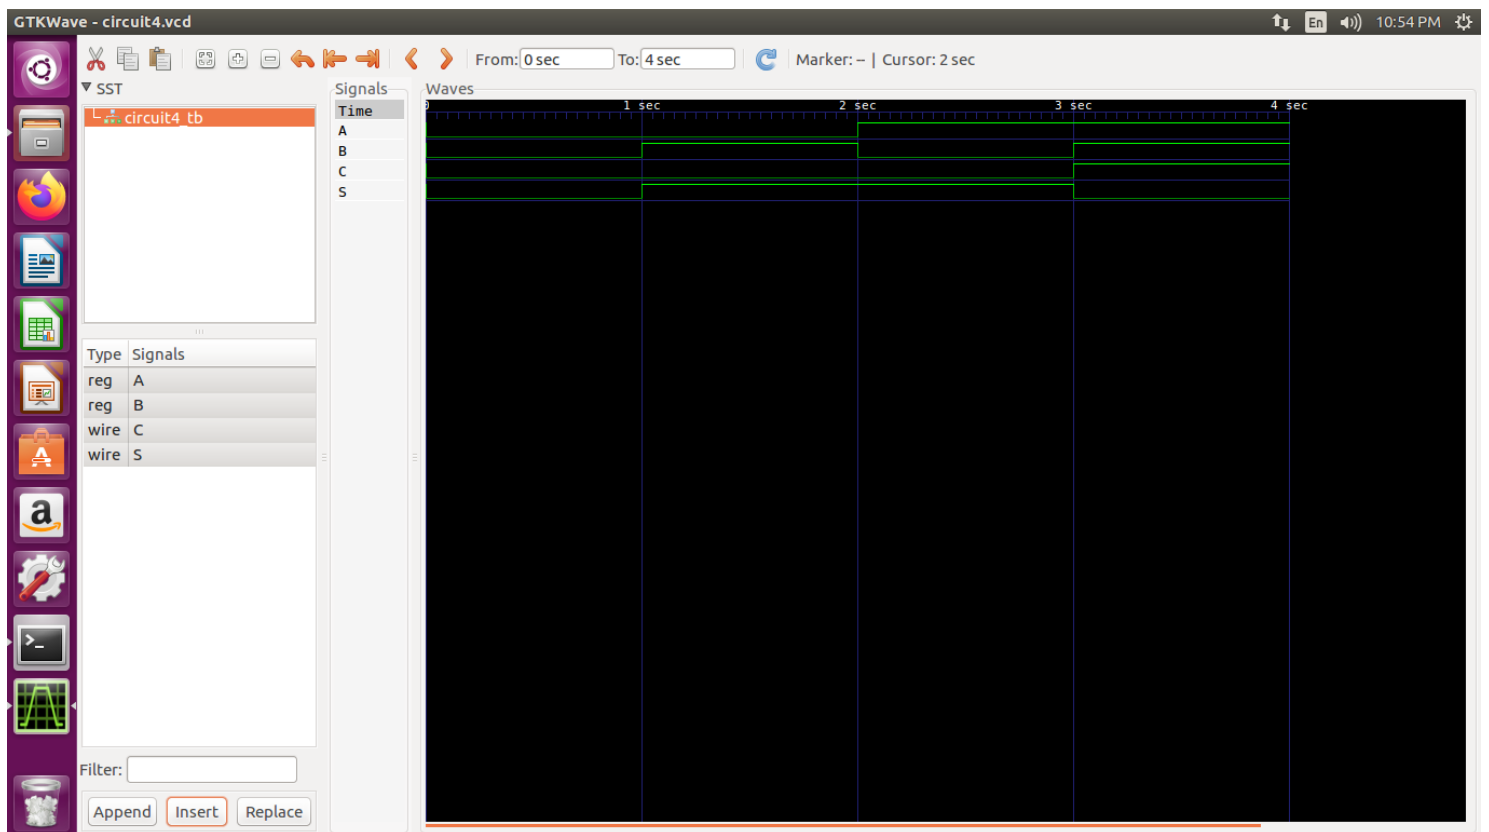 GTKWave - circuit4.vcd
En 10:54 PM
From: 0 sec To: 4 sec Marker: -- | Cursor: 2 sec
SST
circuit4_tb
Type Signals
reg A
reg B
wire C
wire S
Filter:
Append Insert Replace
Signals
Time
A
B
C
S
Waves
0 1 sec 2 sec 3 sec 4 sec